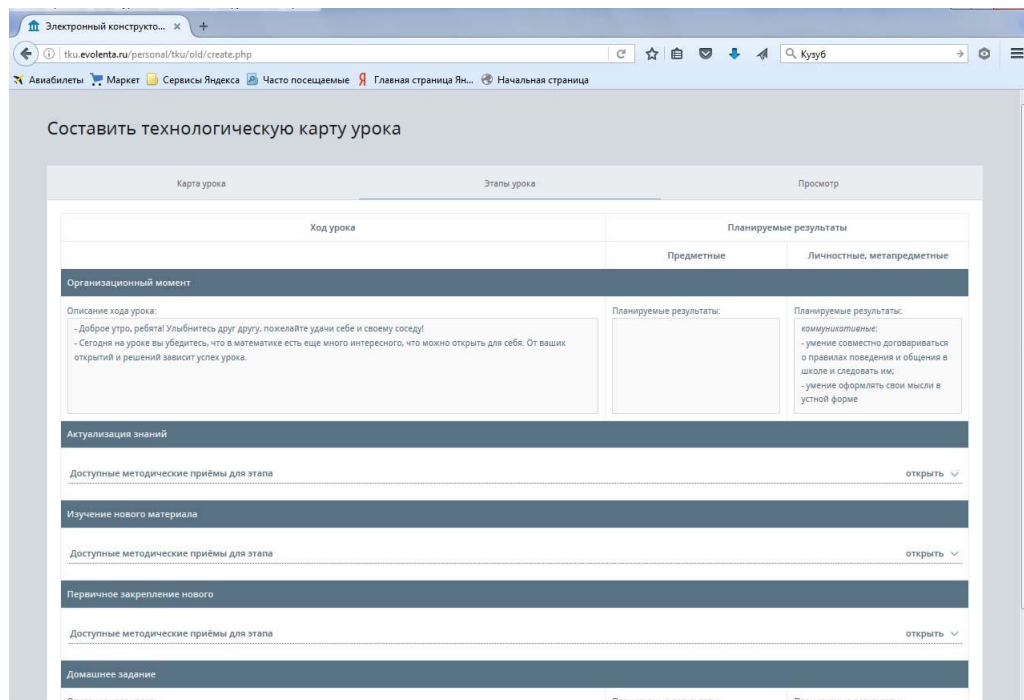 Электронный конструкто... × +
tku.evolenta.ru/personal/tku/old/create.php
Кузуб
Авиабилеты Маркет Сервисы Яндекса Часто посещаемые Главная страница Ян... Начальная страница
Составить технологическую карту урока
Карта урока Этапы урока Просмотр
Ход урока Планируемые результаты
Предметные Личностные, метапредметные
Организационный момент
Описание хода урока: Планируемые результаты: Планируемые результаты:
- Доброе утро, ребята! Улыбнитесь друг другу, пожелайте удачи себе и своему соседу!
- Сегодня на уроке вы убедитесь, что в математике есть еще много интересного, что можно открыть для себя. От ваших
открытий и решений зависит успех урока.
коммуникативные:
- умение совместно договариваться
о правилах поведения и общения в
школе и следовать им;
- умение оформлять свои мысли в
устной форме
Актуализация знаний
Доступные методические приёмы для этапа открыть
Изучение нового материала
Доступные методические приёмы для этапа открыть
Первичное закрепление нового
Доступные методические приёмы для этапа открыть
Домашнее задание